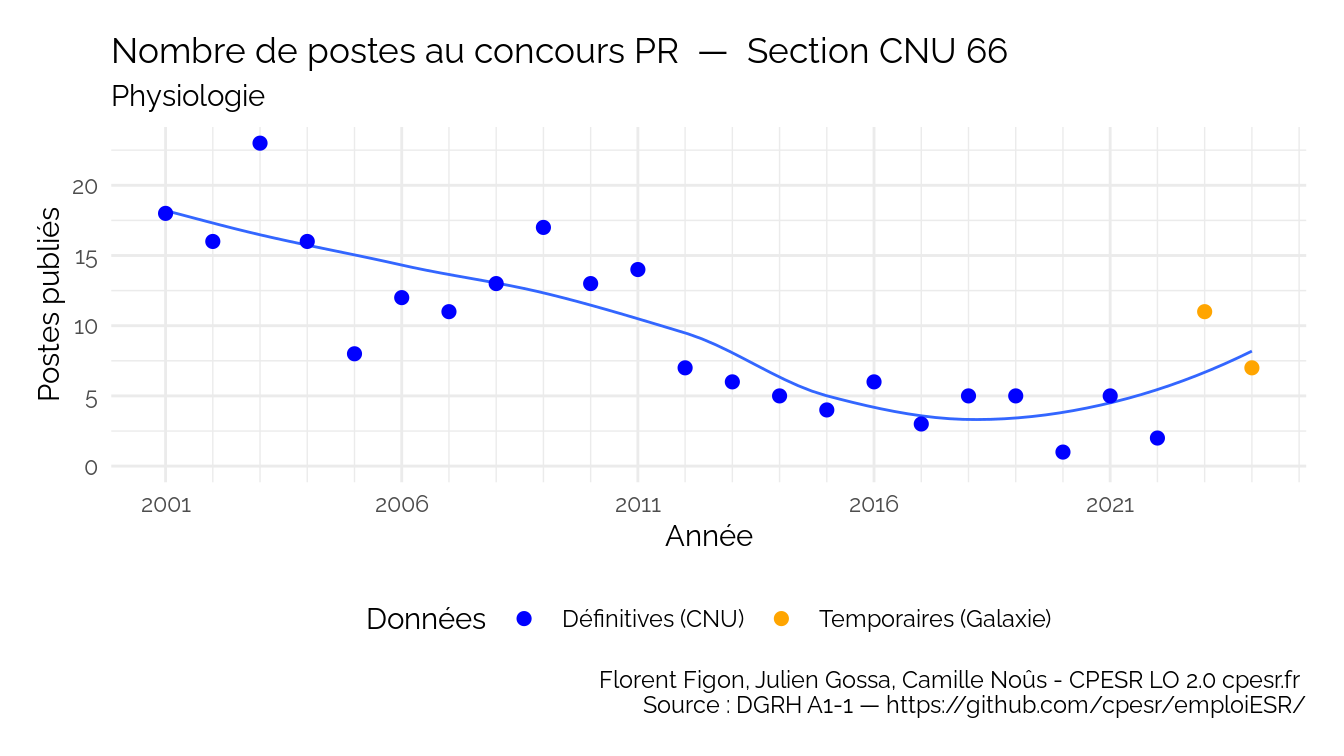 Nombre de postes au concours PR  —  Section CNU 66
Physiologie
Postes publiés
20
15
10
5
0
2001 2006 2011 2016 2021
Année
Données Définitives (CNU) Temporaires (Galaxie)
Florent Figon, Julien Gossa, Camille Noûs - CPESR LO 2.0 cpesr.fr
Source : DGRH A1-1 — https://github.com/cpesr/emploiESR/